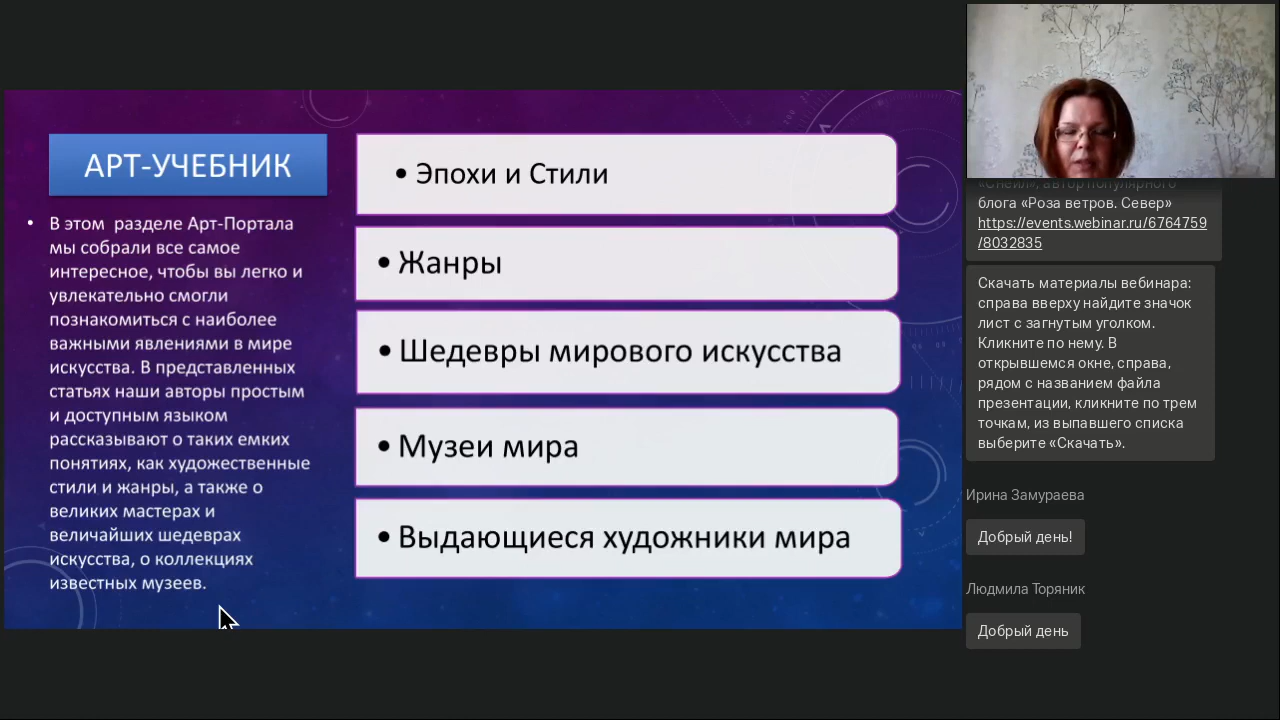 АРТ-УЧЕБНИК
• В этом разделе Арт-Портала
мы собрали все самое
интересное, чтобы вы легко и
увлекательно смогли
познакомиться с наиболее
важными явлениями в мире
искусства. В представленных
статьях наши авторы простым
и доступным языком
рассказывают о таких емких
понятиях, как художественные
стили и жанры, а также о
великих мастерах и
величайших шедеврах
искусства, о коллекциях
известных музеев.
• Эпохи и Стили
• Жанры
• Шедевры мирового искусства
• Музеи мира
• Выдающиеся художники мира
«Снейл», автор популярного
блога «Роза ветров. Север»
https://events.webinar.ru/6764759
/8032835
Скачать материалы вебинара:
справа вверху найдите значок
лист с загнутым уголком.
Кликните по нему. В
открывшемся окне, справа,
рядом с названием файла
презентации, кликните по трем
точкам, из выпавшего списка
выберите «Скачать».
Ирина Замураева
Добрый день!
Людмила Торяник
Добрый день